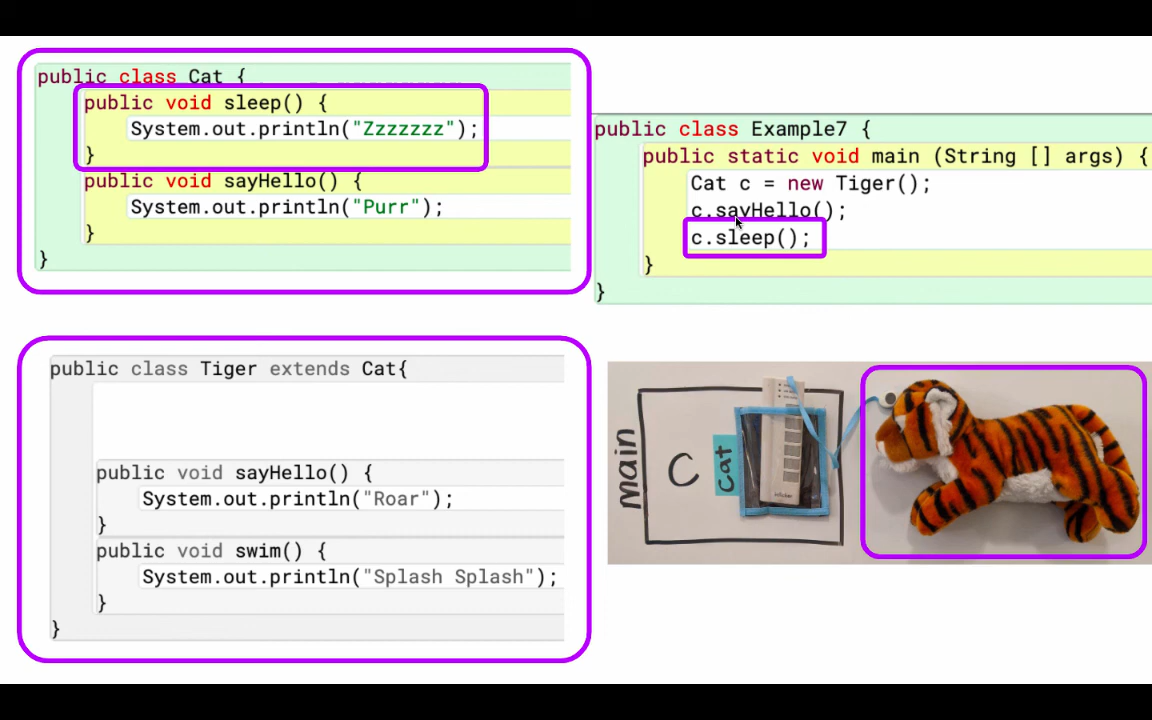 public class Cat {
public void sleep() {
System.out.println("Zzzzzzz");
}
public void sayHello() {
System.out.println("Purr");
}
}
public class Example7 {
public static void main (String [] args) {
Cat c = new Tiger();
c.sayHello();
c.sleep();
}
}
public class Tiger extends Cat{
public void sayHello() {
System.out.println("Roar");
}
public void swim() {
System.out.println("Splash Splash");
}
}
main
C
Cat